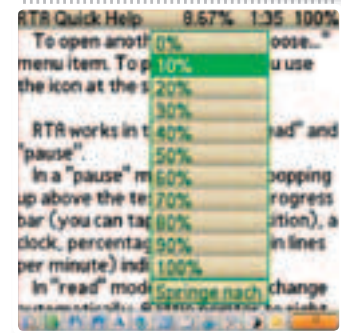 RTR Quick Help 8.67% 1:35 100%
To open anoth 0% oose..."
menu item. To p 10% u use
the icon at the s 20%
30%
RTR works in t 40% ead" and
"pause". 50%
In a "pause" m 60% popping
up above the te 70% rogress
bar (you can tap 80% ition), a
clock, percentag 90% in lines
per minute) indi 100%
In "read" mod Springe nach change